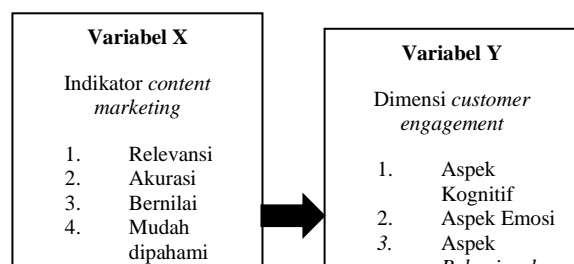 Variabel X
Indikator content
marketing
1. Relevansi
2. Akurasi
3. Bernilai
4. Mudah
dipahami
Variabel Y
Dimensi customer
engagement
1. Aspek
Kognitif
2. Aspek Emosi
3. Aspek